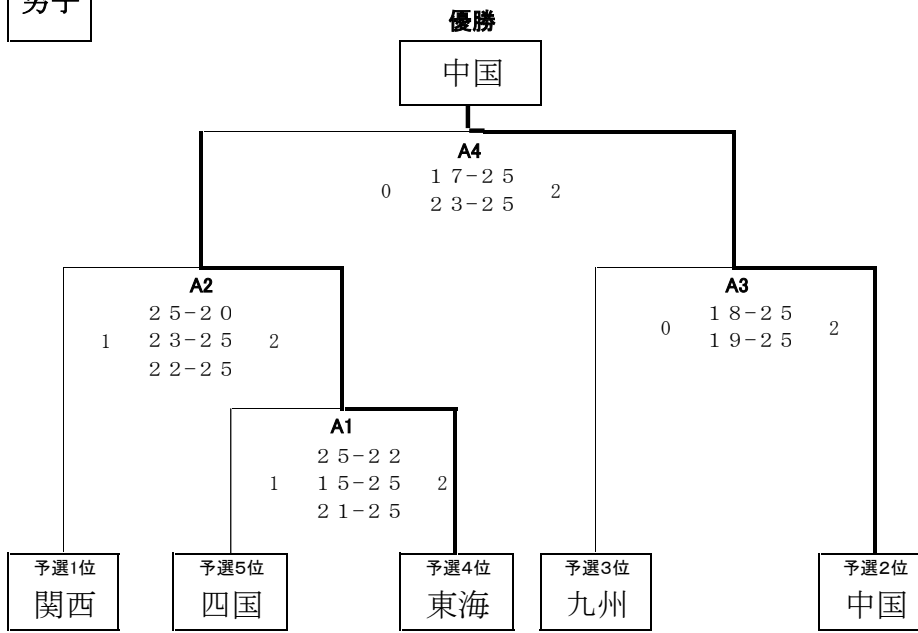 男子
優勝
中国
A4
0 17-25 2
23-25
A2
25-20
1 23-25 2
22-25
A3
0 18-25 2
19-25
A1
25-22
1 15-25 2
21-25
予選1位
関西
予選5位
四国
予選4位
東海
予選3位
九州
予選2位
中国